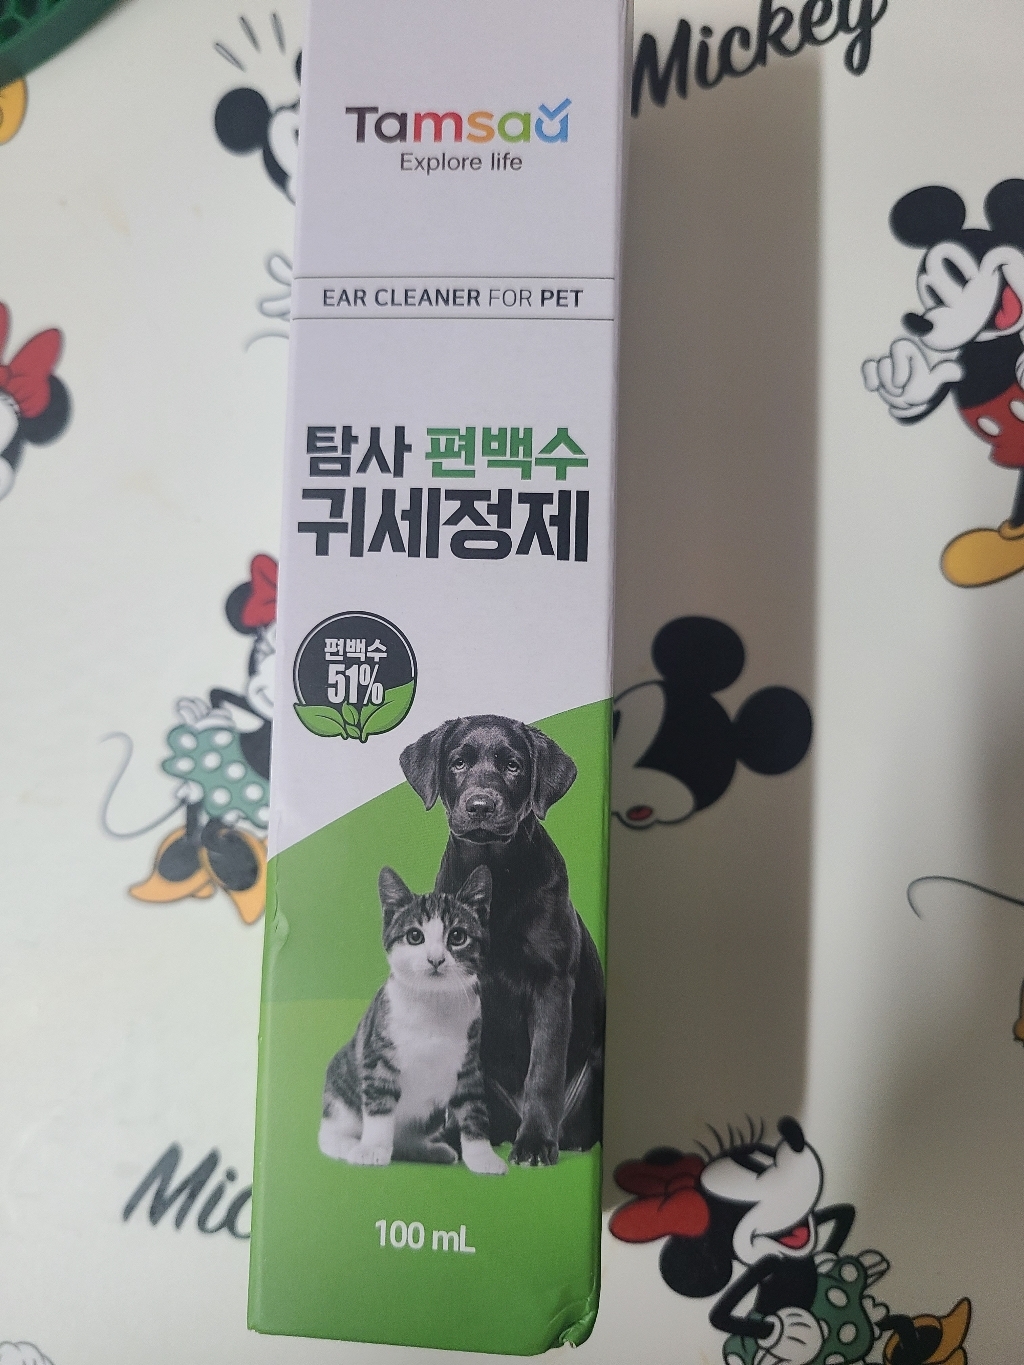 Mickey
Tamsaa
Explore life
EAR CLEANER FOR PET
탐사 편백수
귀세정제
편백수
51%
Mic
100 mL